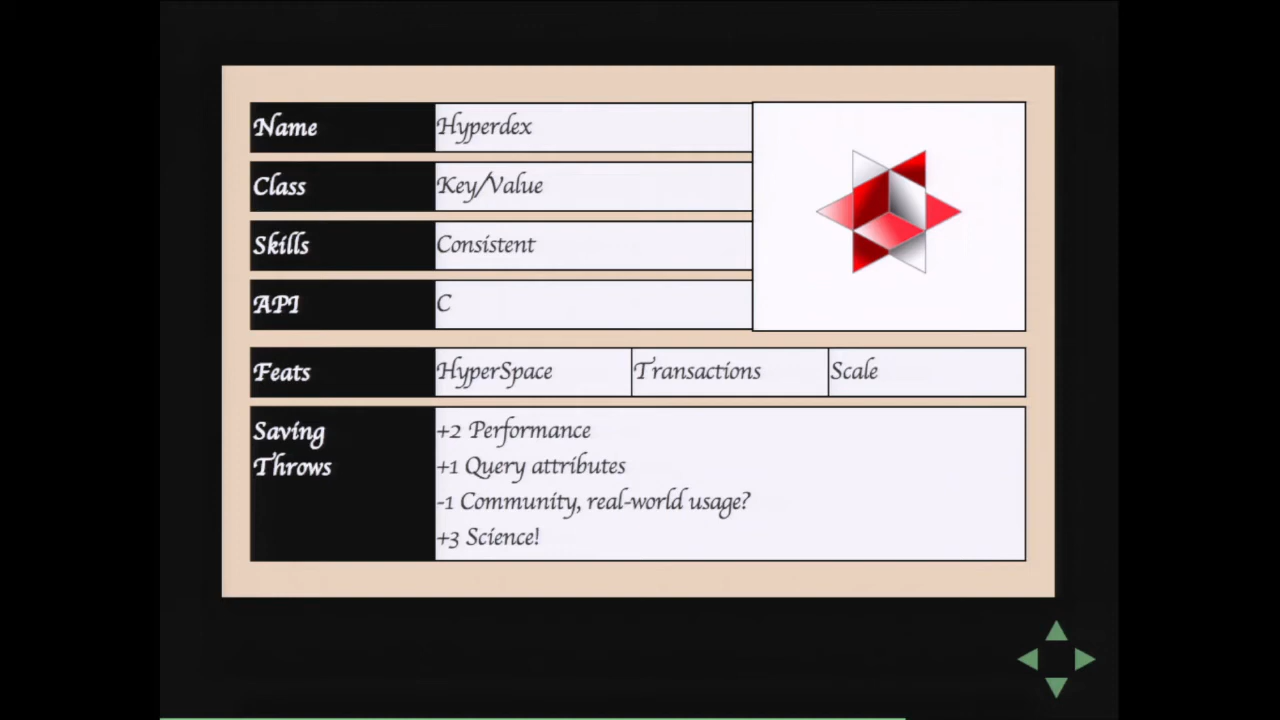 Name Hyperdex
Class Key/Value
Skills Consistent
API C
Feats HyperSpace Transactions Scale
Saving Throws
+2 Performance
+1 Query attributes
-1 Community, real-world usage?
+3 Science!